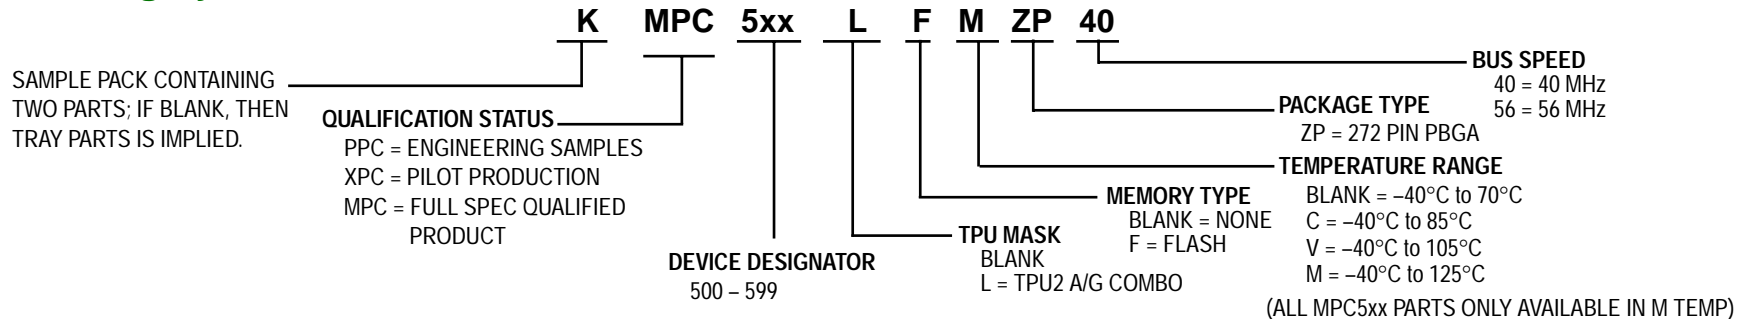 K MPC 5xx L F M ZP 40
SAMPLE PACK CONTAINING
TWO PARTS; IF BLANK, THEN
TRAY PARTS IS IMPLIED.
QUALIFICATION STATUS
PPC = ENGINEERING SAMPLES
XPC = PILOT PRODUCTION
MPC = FULL SPEC QUALIFIED
PRODUCT
DEVICE DESIGNATOR
500 – 599
TPU MASK
BLANK
L = TPU2 A/G COMBO
MEMORY TYPE
BLANK = NONE
F = FLASH
TEMPERATURE RANGE
BLANK = –40°C to 70°C
C = –40°C to 85°C
V = –40°C to 105°C
M = –40°C to 125°C
(ALL MPC5xx PARTS ONLY AVAILABLE IN M TEMP)
PACKAGE TYPE
ZP = 272 PIN PBGA
BUS SPEED
40 = 40 MHz
56 = 56 MHz